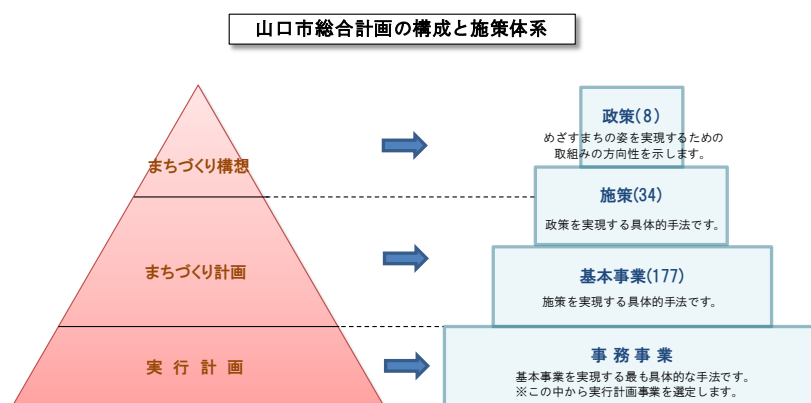 山口市総合計画の構成と施策体系
まちづくり構想
政策(8)
めざすまちの姿を実現するための
取組みの方向性を示します。
施策(34)
政策を実現する具体的手法です。
まちづくり計画
基本事業(177)
施策を実現する具体的手法です。
実 行 計 画
事 務 事 業
基本事業を実現する最も具体的な手法です。
※この中から実行計画事業を選定します。